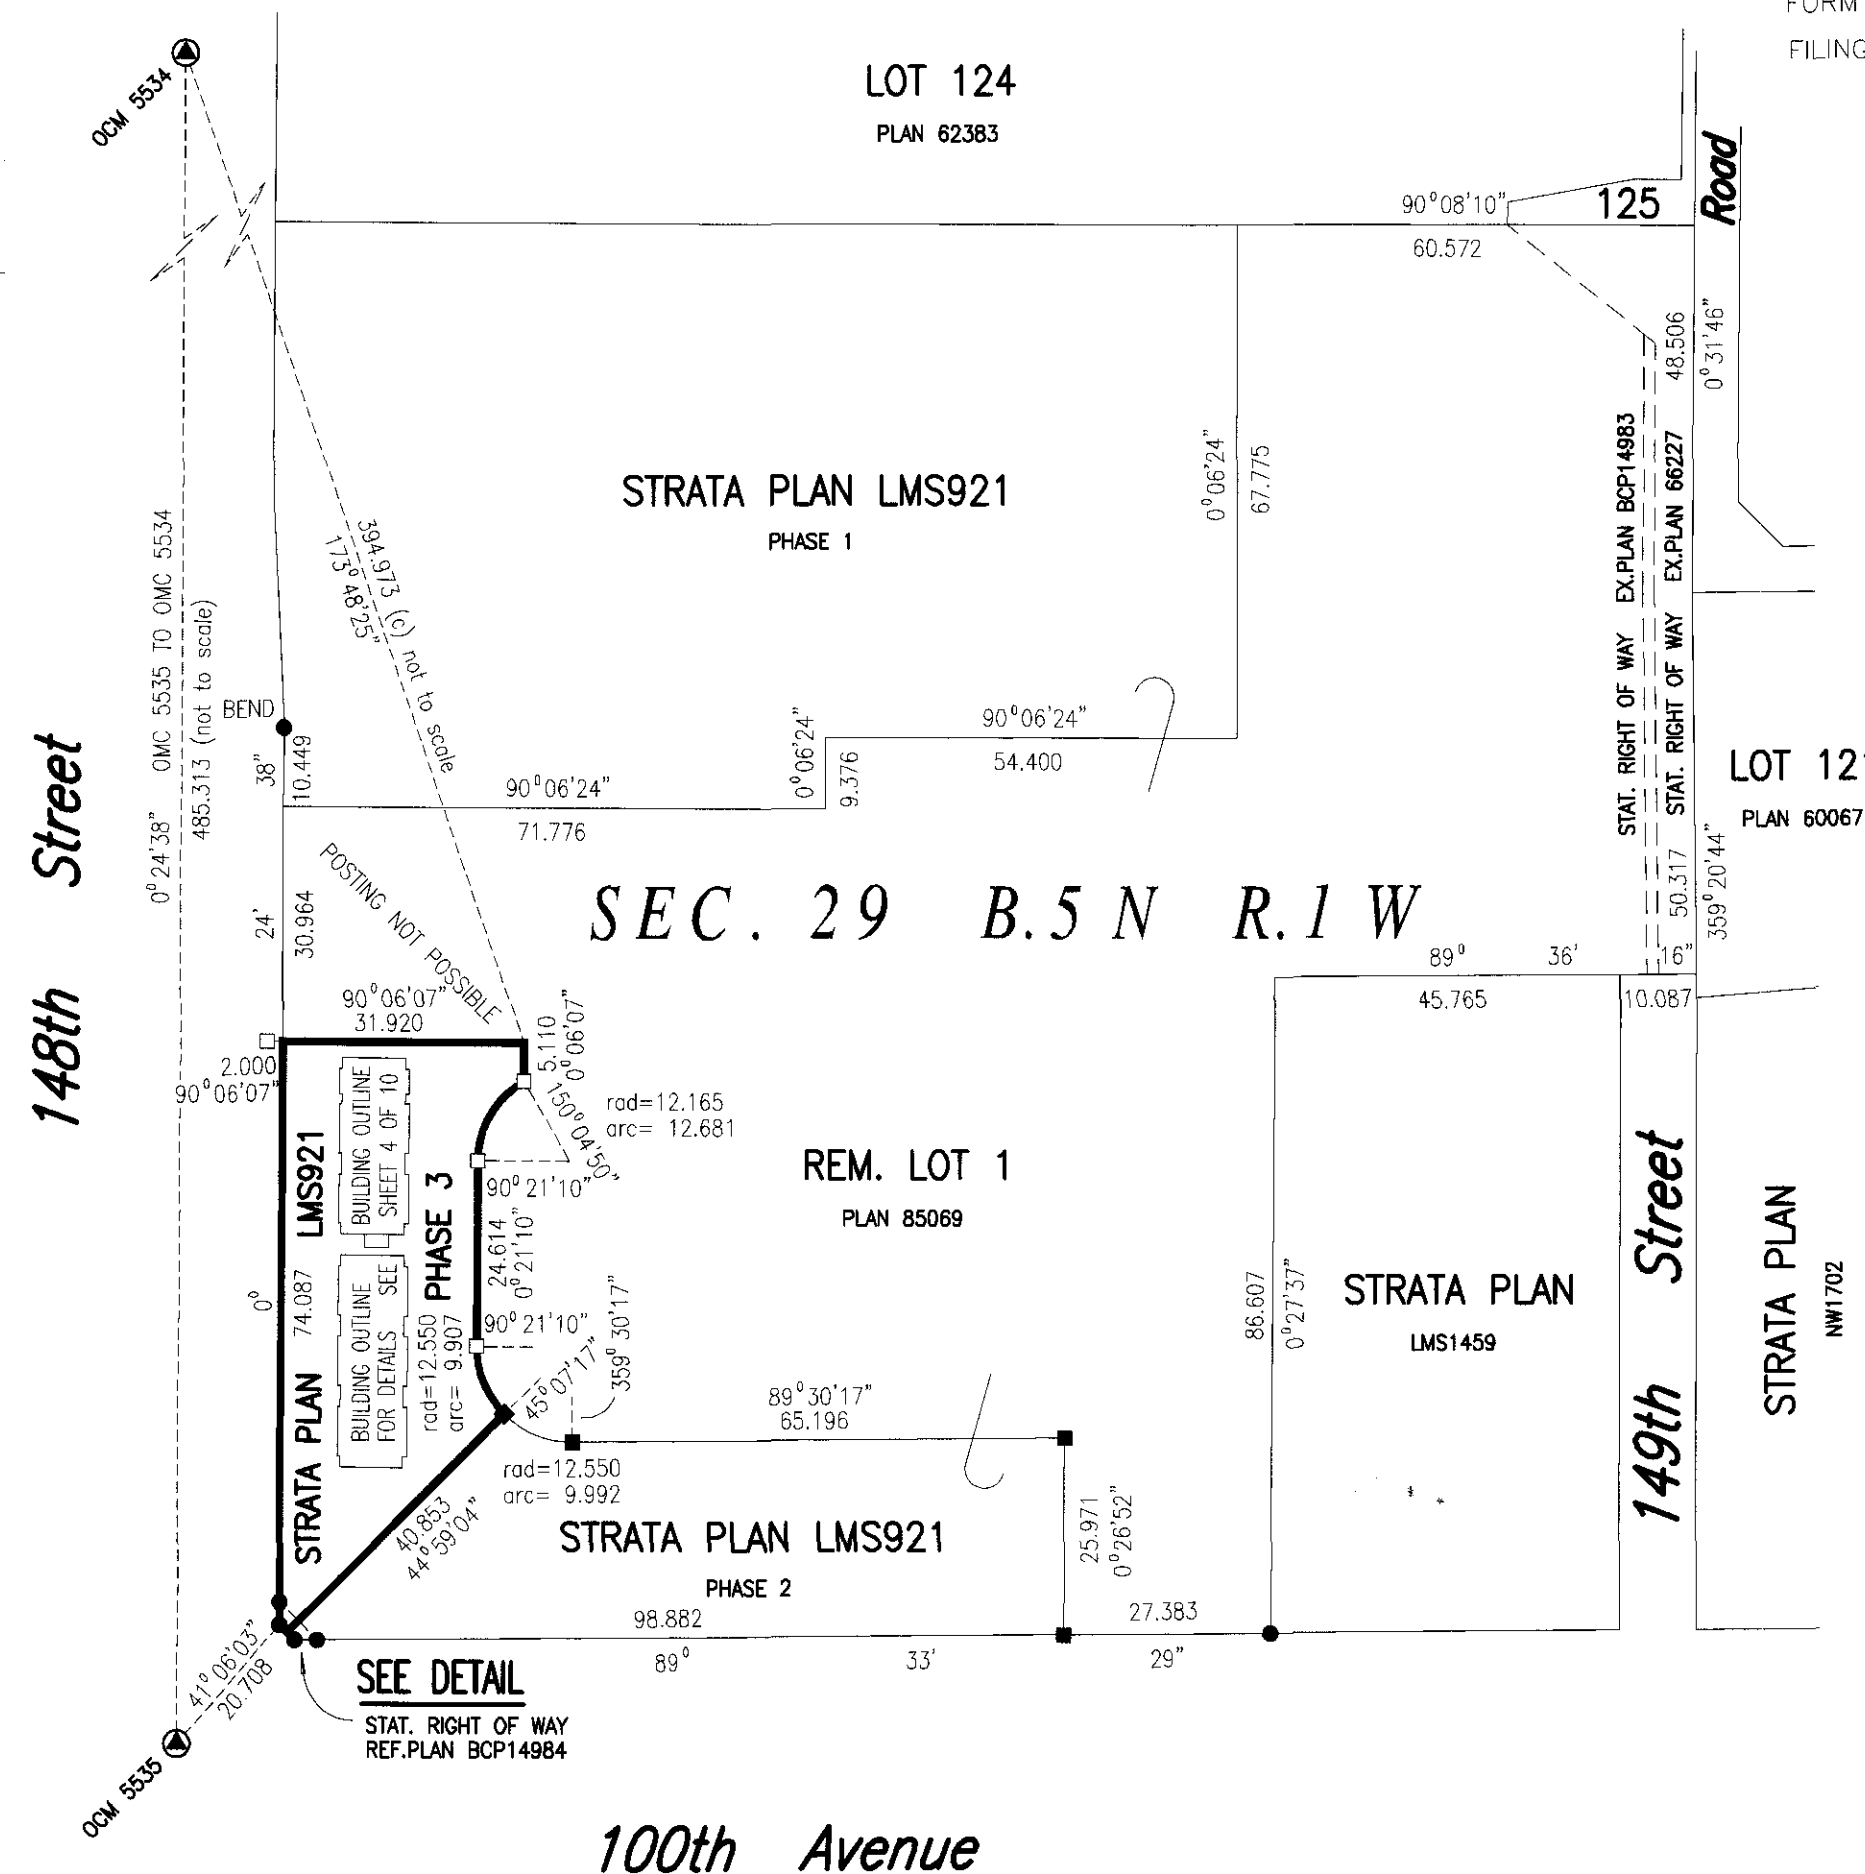 FORM
FILING
OCM 5534
LOT 124
PLAN 62383
Road
90°08'10"
125
60.572
48.506
0°31'46"
STRATA PLAN LMS921
PHASE 1
0°06'24"
67.775
STAT. RIGHT OF WAY EX.PLAN BCP14983
STAT. RIGHT OF WAY EX.PLAN 66227
394.973 (c) not to scale
173°48'25"
0°24'38" OMC 5535 TO OMC 5534
485.313 (not to scale)
BEND
38"
10.449
90°06'24"
71.776
0°06'24"
9.376
90°06'24"
54.400
LOT 121
PLAN 60067
148th Street
24'
30.964
POSTING NOT POSSIBLE
SEC. 29 B.5N R.1W
50.317
359°20'44"
89° 36' 16"
45.765
10.087
90°06'07"
31.920
5.110
0°06'07"
2.000
90°06'07"
150°04'50"
rad=12.165
arc= 12.681
BUILDING OUTLINE
SHEET 4 OF 10
BUILDING OUTLINE
FOR DETAILS SEE
STRATA PLAN LMS921
PHASE 3
0°
74.087
90°21'10"
24.614
0°21'10"
90°21'10"
rad=12.550
arc= 9.907
45°07'17"
359°30'17"
REM. LOT 1
PLAN 85069
86.607
0°27'37"
STRATA PLAN
LMS1459
149th Street
STRATA PLAN
NW1702
89°30'17"
65.196
rad=12.550
arc= 9.992
40.853
44°59'04"
STRATA PLAN LMS921
PHASE 2
25.971
0°26'52"
98.882
27.383
89° 33' 29"
41°06'03"
20.708
SEE DETAIL
STAT. RIGHT OF WAY
REF.PLAN BCP14984
OCM 5535
100th Avenue